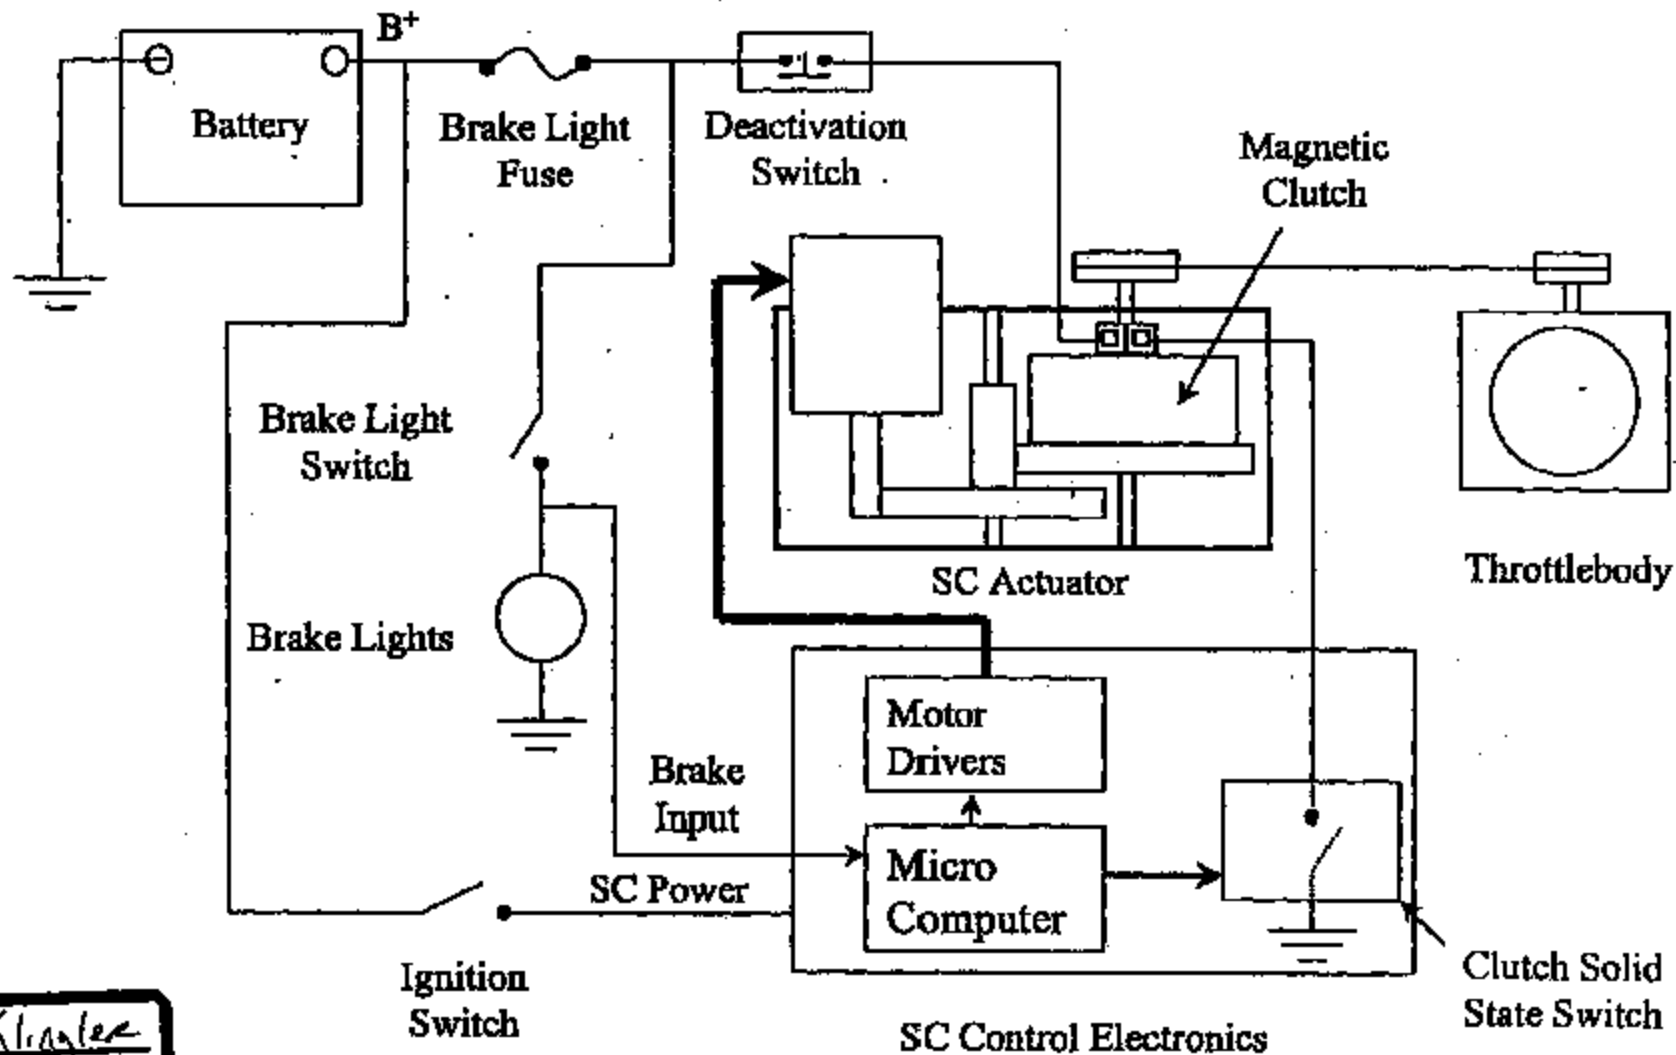 B+
Battery
Brake Light
Fuse
Deactivation
Switch
Magnetic
Clutch
Brake Light
Switch
SC Actuator
Throttlebody
Brake Lights
Motor
Drivers
Brake
Input
Micro
Computer
SC Power
Ignition
Switch
Clutch Solid
State Switch
SC Control Electronics